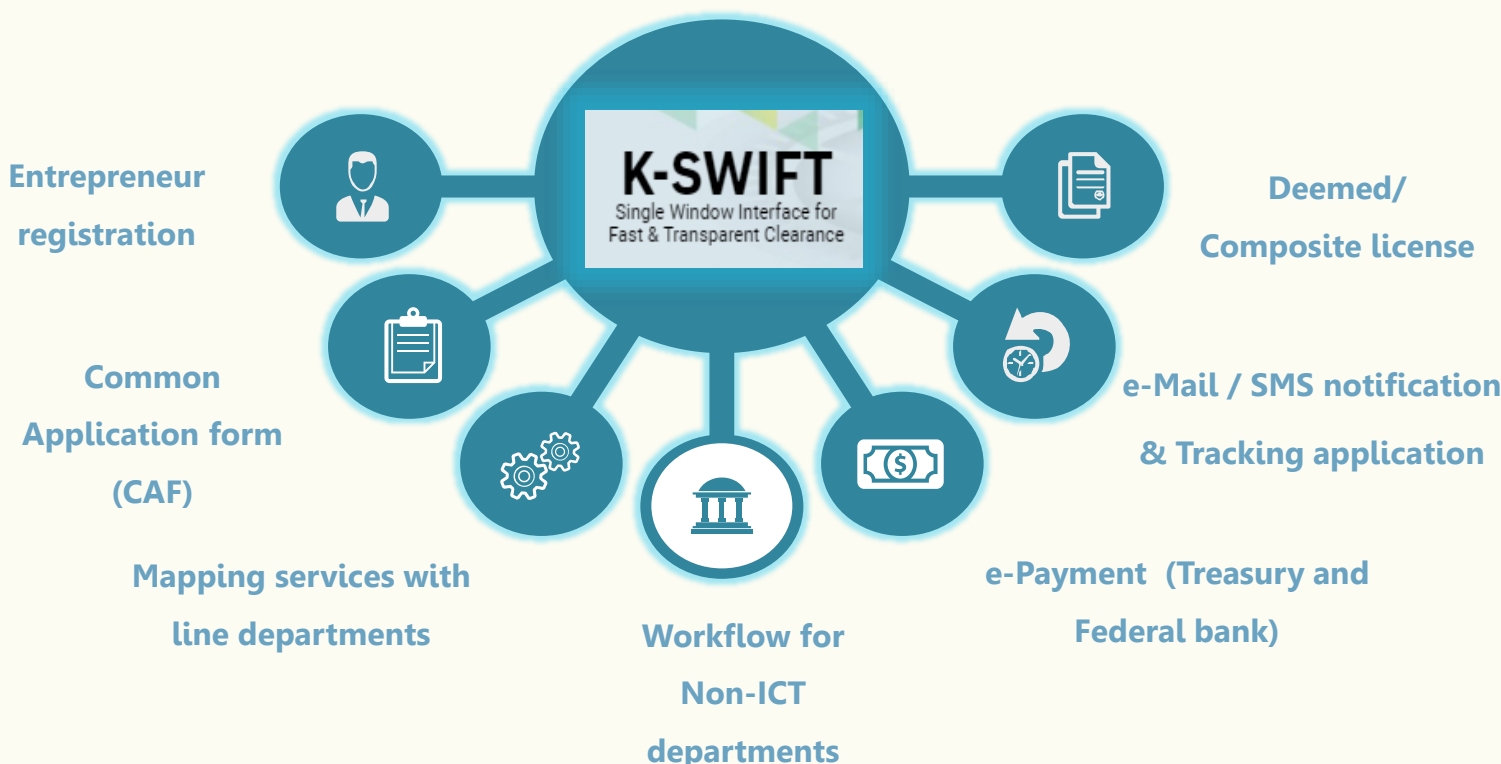 K-SWIFT
Single Window Interface for
Fast & Transparent Clearance
Entrepreneur
registration
Common
Application form
(CAF)
Mapping services with
line departments
Workflow for
Non-ICT
departments
e-Payment (Treasury and
Federal bank)
e-Mail / SMS notification
& Tracking application
Deemed/
Composite license
$